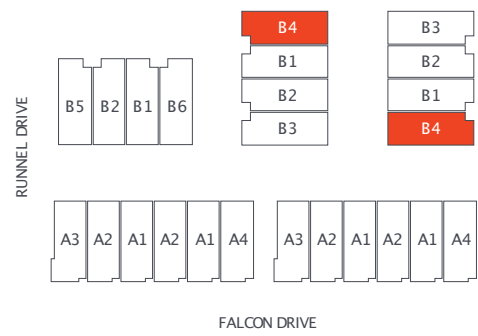 B4
B1
B2
B3
B3
B2
B1
B4
B5 B2 B1 B6
RUNNEL DRIVE
A3 A2 A1 A2 A1 A4
A3 A2 A1 A2 A1 A4
FALCON DRIVE